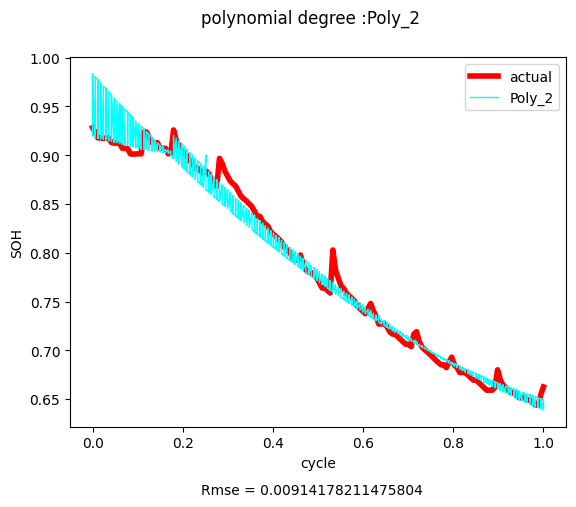 polynomial degree :Poly_2
1.00
0.95
0.90
0.85
0.80
0.75
0.70
0.65
SOH
actual
Poly_2
0.0 0.2 0.4 0.6 0.8 1.0
cycle
Rmse = 0.00914178211475804